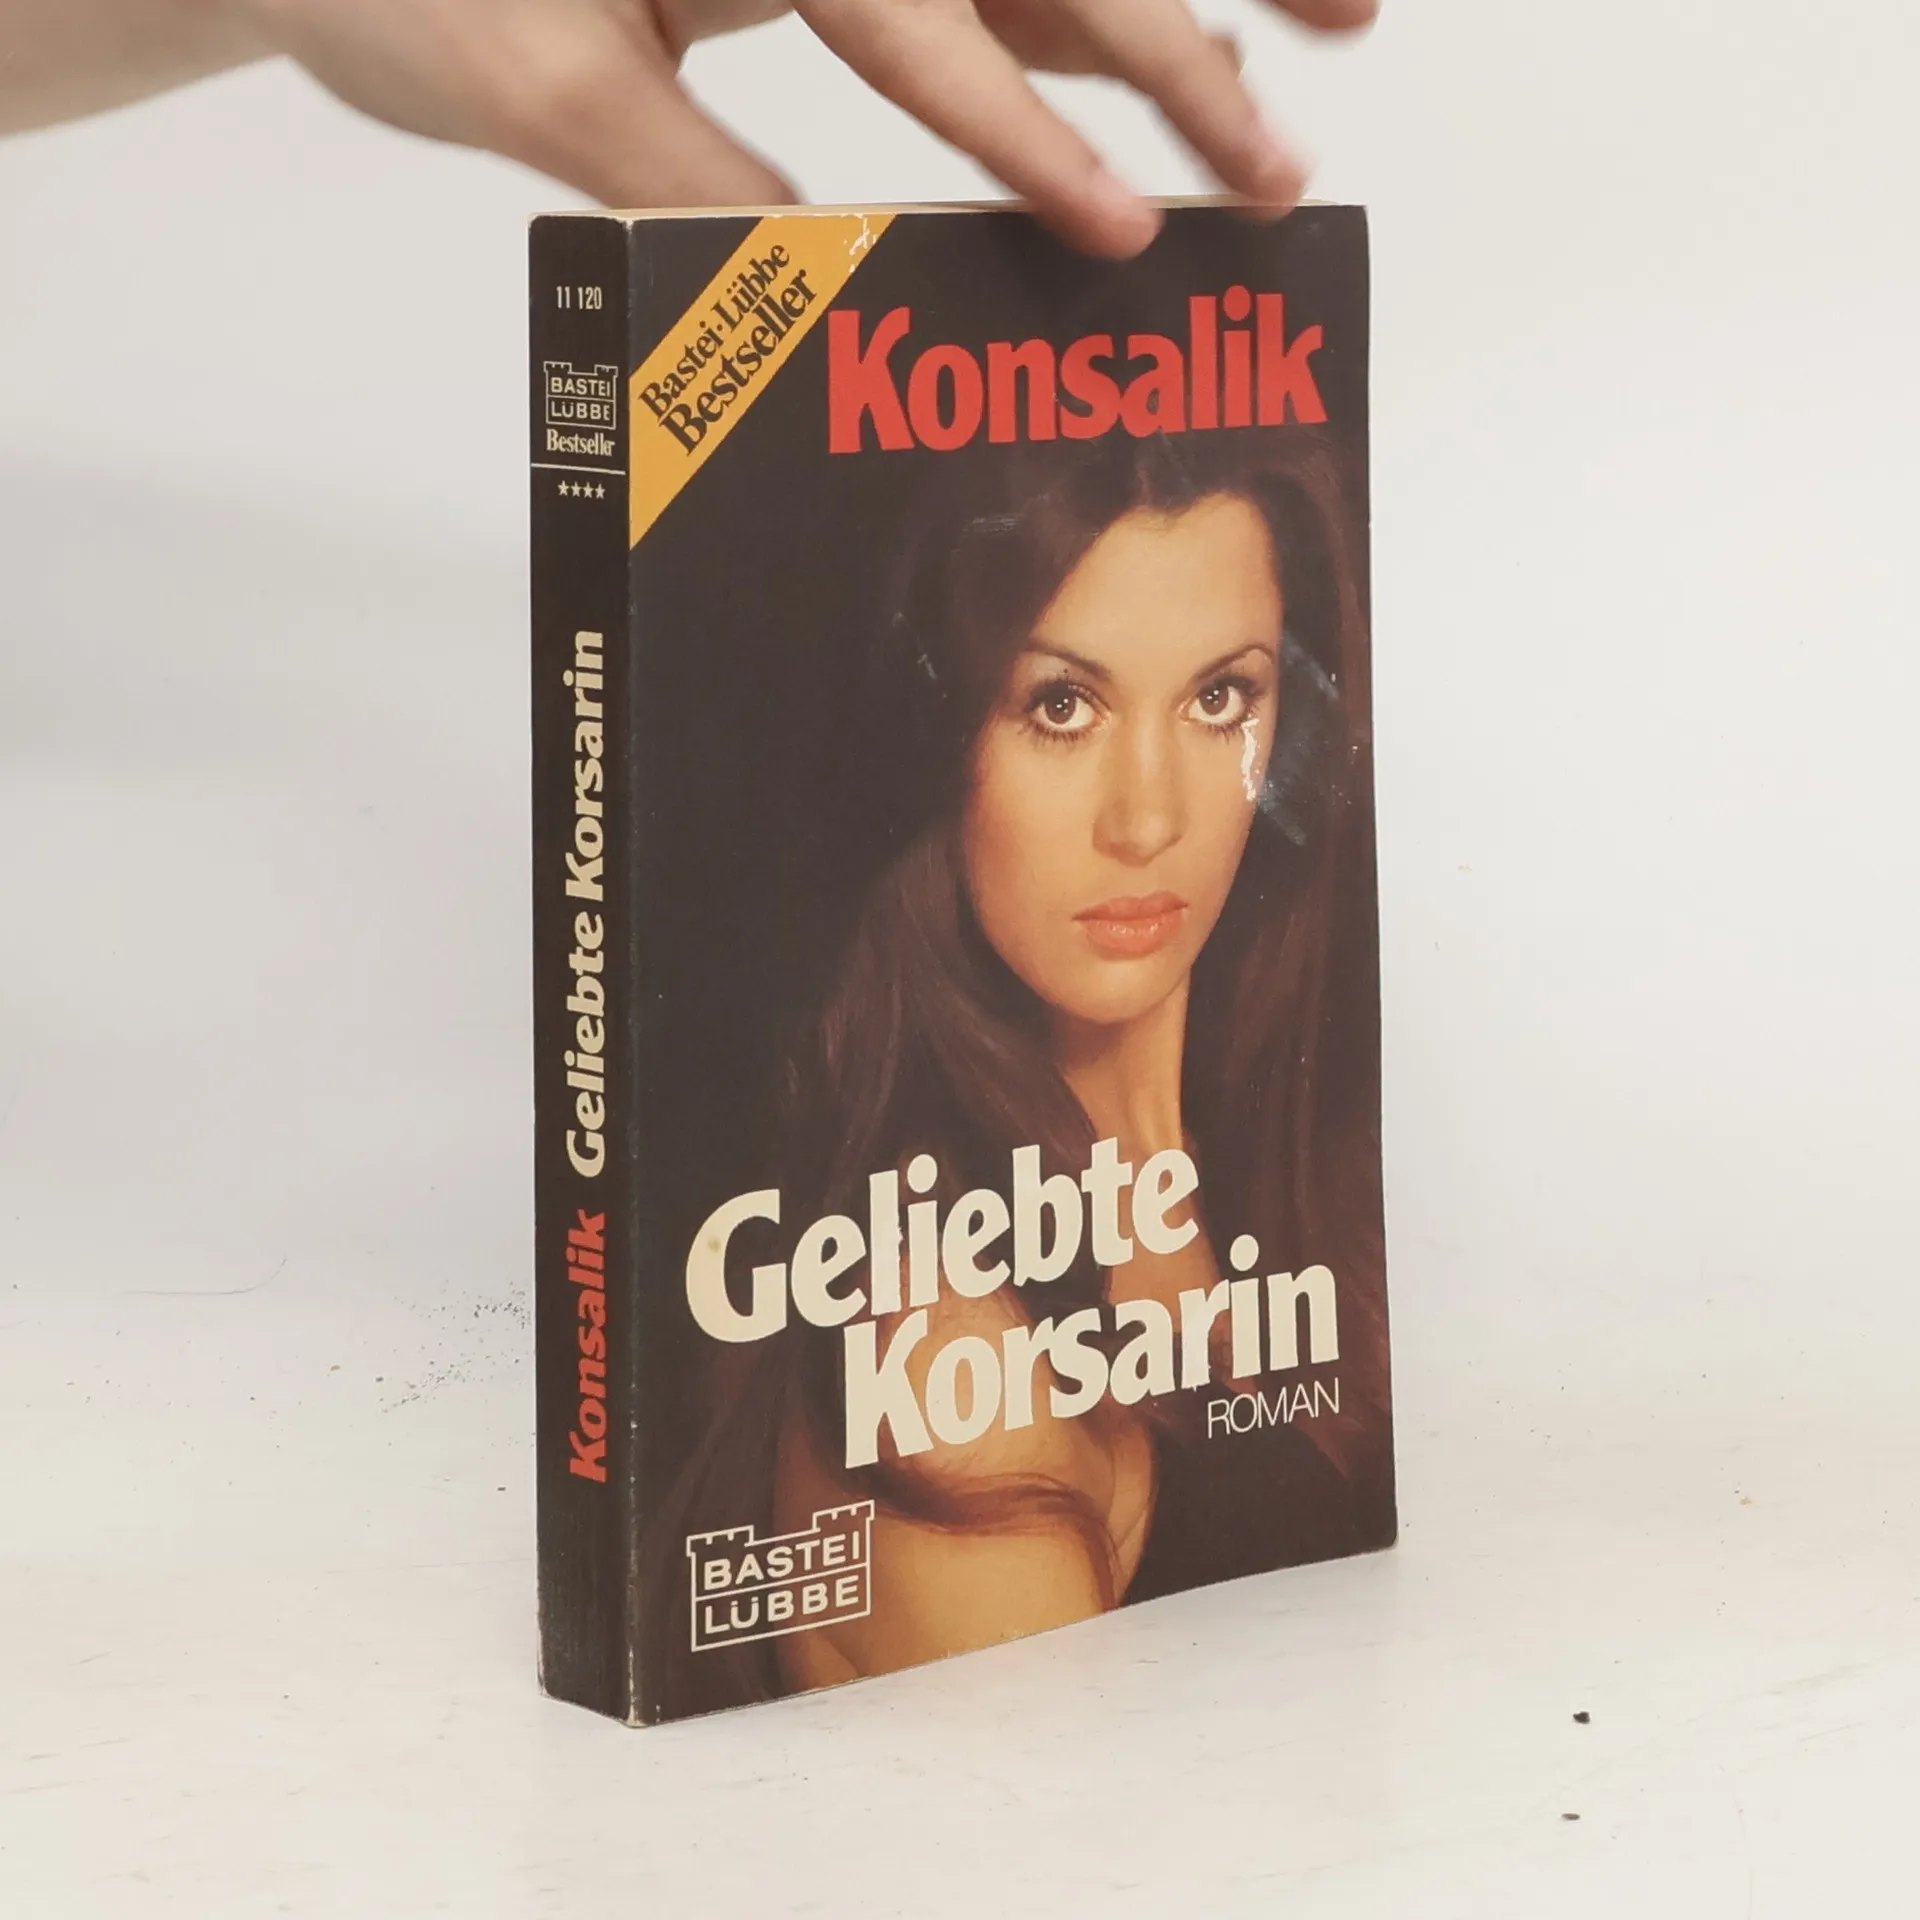 11 120
BASTEI
LÜBBE
Bestseller
****
Konsalik Geliebte Korsarin
Bastei-Lübbe
Bestseller
Konsalik
Geliebte
Korsarin
ROMAN
BASTEI
LÜBBE